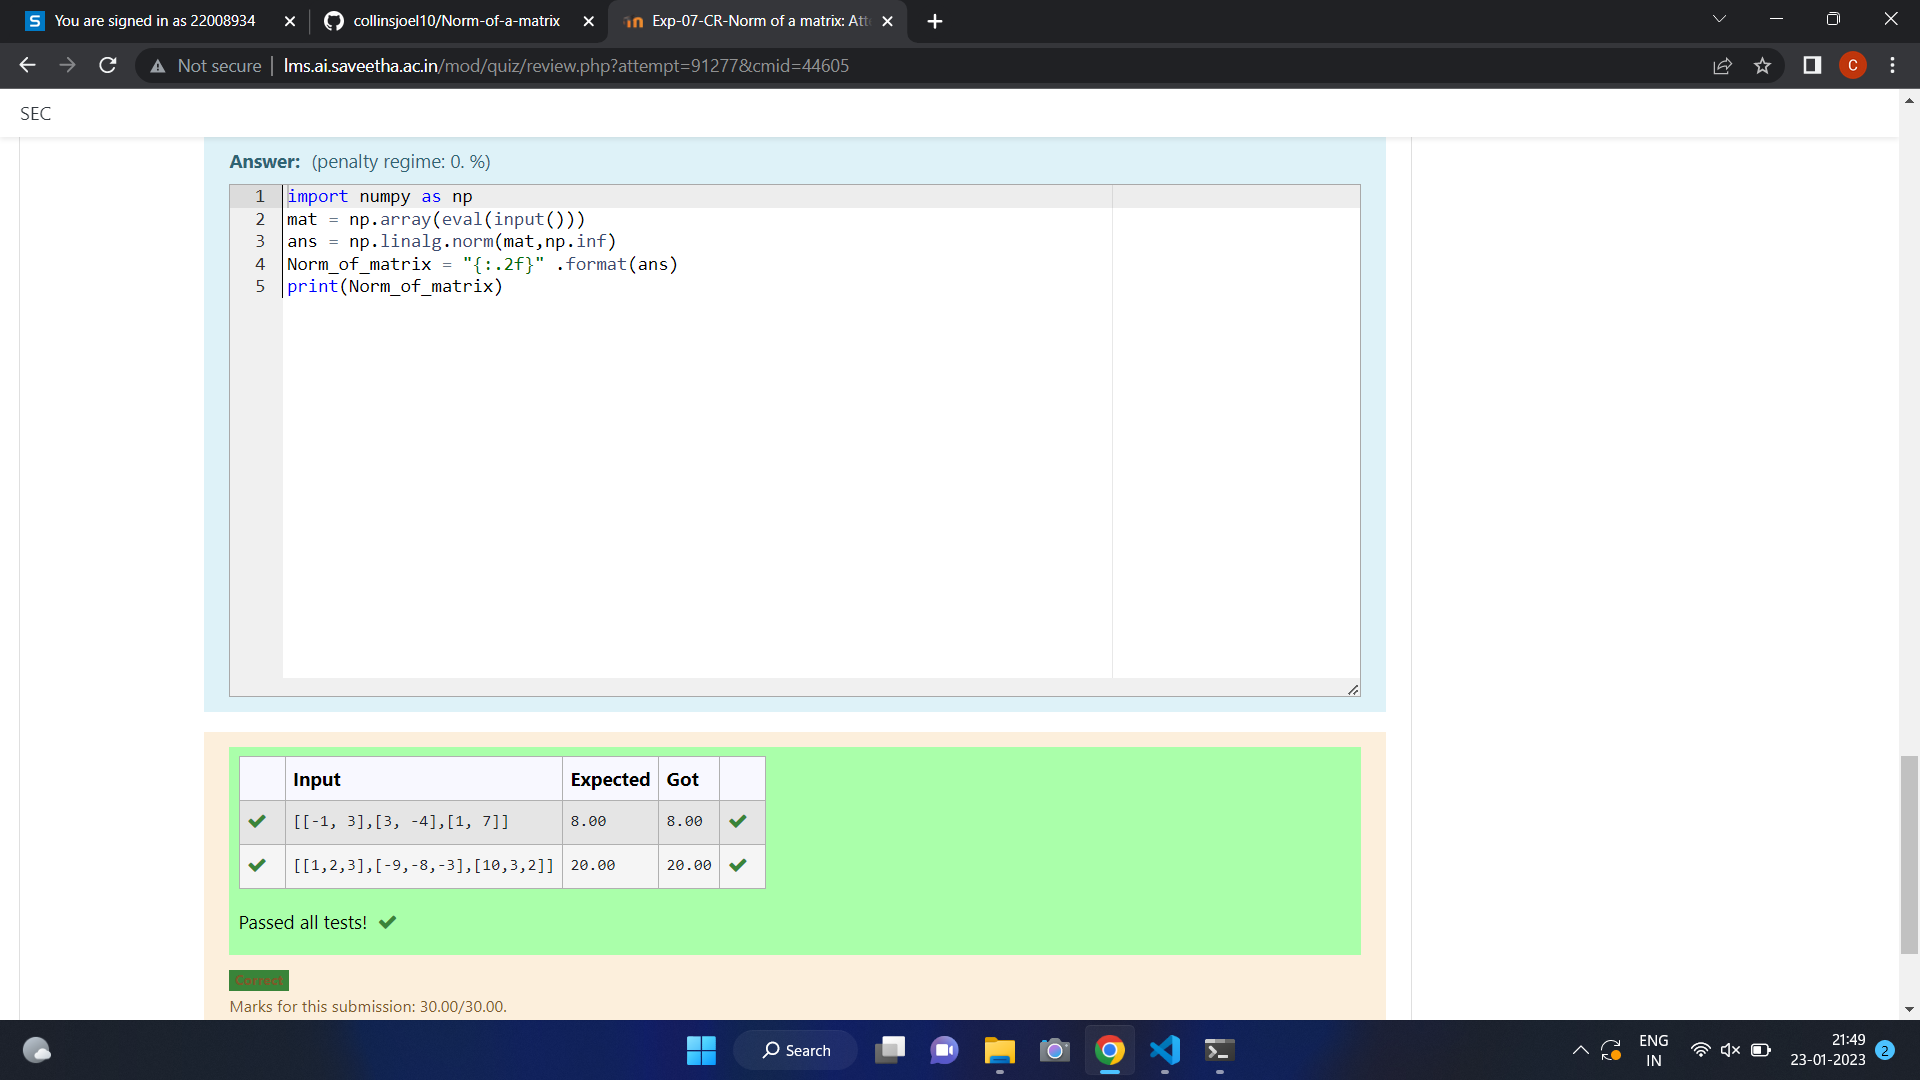 You are signed in as 22008934
collinsjoel10/Norm-of-a-matrix
Exp-07-CR-Norm of a matrix: Att
Not secure | lms.ai.saveetha.ac.in/mod/quiz/review.php?attempt=91277&cmid=44605
C
SEC
Answer: (penalty regime: 0. %)
1 import numpy as np
2 mat = np.array(eval(input()))
3 ans = np.linalg.norm(mat,np.inf)
4 Norm_of_matrix = "{:.2f}" .format(ans)
5 print(Norm_of_matrix)
Input Expected Got
[[-1, 3],[3, -4],[1, 7]] 8.00 8.00
[[1,2,3],[-9,-8,-3],[10,3,2]] 20.00 20.00
Passed all tests!
Correct
Marks for this submission: 30.00/30.00.
Search
ENG
IN
21:49
23-01-2023
2